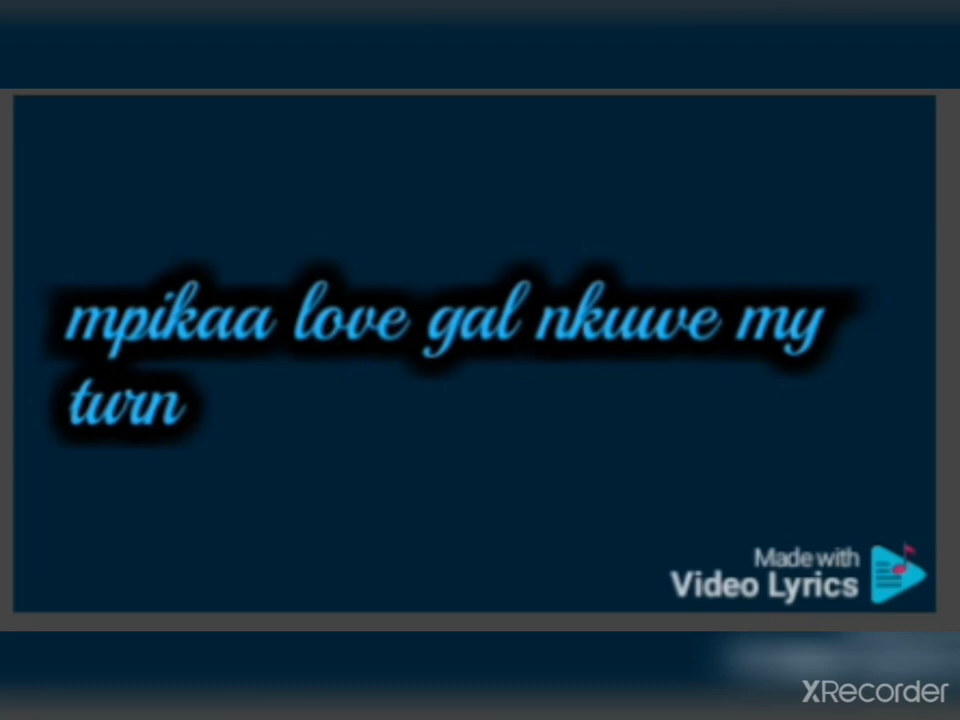 mpikaa love gal nkuwe my
turn
Made with
Video Lyrics
XRecorder